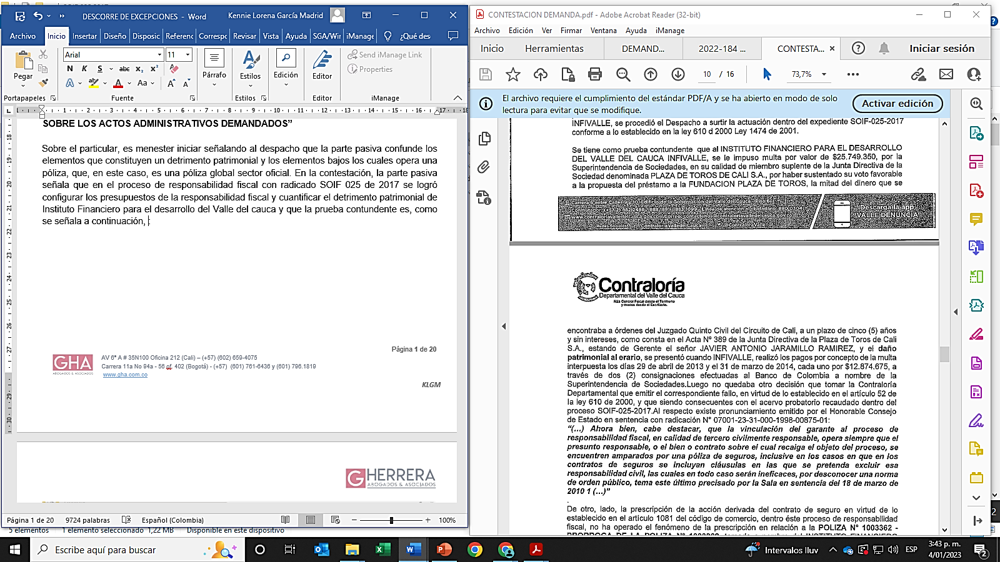 DESCORRE DE EXCEPCIONES - Word
Kennie Lorena García Madrid
Archivo Inicio Insertar Diseño Disposic Referenc Corresp Revisar Vista Ayuda SGA/Wir iManage ¿Qué des
Arial 11
N K S abc x₂ x²
A Aa A A
Pegar
Párrafo
Estilos
Edición
Editor
Send iManage Link
Properties
Portapapeles Fuente Estilos Editor iManage
SOBRE LOS ACTOS ADMINISTRATIVOS DEMANDADOS”
Sobre el particular, es menester iniciar señalando al despacho que la parte pasiva confunde los
elementos que constituyen un detrimento patrimonial y los elementos bajos los cuales opera una
póliza, que, en este caso, es una póliza global sector oficial. En la contestación, la parte pasiva
señala que en el proceso de responsabilidad fiscal con radicado SOIF 025 de 2017 se logró
configurar los presupuestos de la responsabilidad fiscal y cuantificar el detrimento patrimonial de
Instituto Financiero para el desarrollo del Valle del cauca y que la prueba contundente es, como
se señala a continuación, :
Página 1 de 20
GHA
ABOGADOS & ASOCIADOS
AV 6ª A # 35N100 Oficina 212 (Cali) – (+57) (602) 659-4075
Carrera 11a No 94a - 56 of. 402 (Bogotá) - (+57) (601) 761-6436 y (601) 796.1819
www.gha.com.co
KLGM
G HERRERA
ABOGADOS & ASOCIADOS
Página 1 de 20 9724 palabras Español (Colombia) 100%
5 elementos 1 elemento seleccionado 1,22 MB Disponible en este dispositivo
CONTESTACION DEMANDA.pdf - Adobe Acrobat Reader (32-bit)
Archivo Edición Ver Firmar Ventana Ayuda iManage
Inicio Herramientas DEMAND... 2022-184 ... CONTESTA... Iniciar sesión
10 / 16 73,7%
El archivo requiere el cumplimiento del estándar PDF/A y se ha abierto en modo de solo
lectura para evitar que se modifique.
Activar edición
INFIVALLE, se procedió el Despacho a surtir la actuación dentro del expediente SOIF-025-2017
conforme a lo establecido en la ley 610 d 2000 Ley 1474 de 2001.
Se tiene como prueba contundente que al INSTITUTO FINANCIERO PARA EL DESARROLLO
DEL VALLE DEL CAUCA INFIVALLE, se le impuso multa por valor de $25.749.350, por la
Superintendencia de Sociedades, en su calidad de miembro suplente de la Junta Directiva de la
Sociedad denominada PLAZA DE TOROS DE CALI S.A., por haber sustentado su voto favorable
a la propuesta del préstamo a la FUNDACION PLAZA DE TOROS, la mitad del dinero que se
Descarga la app
“VALLE DENUNCIA”
Contraloría
Departamental del Valle del Cauca
Más Control Fiscal desde el Territorio
y menos desde el Escritorio.
encontraba a órdenes del Juzgado Quinto Civil del Circuito de Cali, a un plazo de cinco (5) años
y sin intereses, como consta en el Acta Nº 389 de la Junta Directiva de la Plaza de Toros de Cali
S.A., estando de Gerente el señor JAVIER ANTONIO JARAMILLO RAMIREZ, y el daño
patrimonial al erario, se presentó cuando INFIVALLE, realizó los pagos por concepto de la multa
interpuesta los días 29 de abril de 2013 y el 31 de marzo de 2014, cada uno por $12.874.675, a
través de dos (2) consignaciones efectuadas al Banco de Colombia a nombre de la
Superintendencia de Sociedades.Luego no quedaba otro decisión que tomar la Contraloría
Departamental que emitir el correspondiente fallo, en virtud de lo establecido en el artículo 52 de
la ley 610 de 2000, y que siendo consecuentes con el acervo probatorio recaudado dentro del
proceso SOIF-025-2017.Al respecto existe pronunciamiento emitido por el Honorable Consejo
de Estado en sentencia con radicación N° 07001-23-31-000-1998-00875-01:
“(...) Ahora bien, cabe destacar, que la vinculación del garante al proceso de
responsabilidad fiscal, en calidad de tercero civilmente responsable, opera siempre que el
presunto responsable, o el bien o contrato sobre el cual recaiga el objeto del proceso, se
encuentren amparados por una póliza de seguros, inclusive en los casos en que en los
contratos de seguros se incluyan cláusulas en las que se pretenda excluir esa
responsabilidad civil, las cuales en todo caso serán ineficaces, por desconocer una norma
de orden público, tema este último precisado por la Sala en sentencia del 18 de marzo de
2010 1 (...)”
De otro, lado, la prescripción de la acción derivada del contrato de seguro en virtud de lo
establecido en el artículo 1081 del código de comercio, dentro éste proceso de responsabilidad
fiscal, no ha operado el fenómeno de la prescripción en relación a la POLIZA N° 1003362 -
Escribe aquí para buscar
Intervalos lluv
ESP
3:43 p. m.
4/01/2023
2